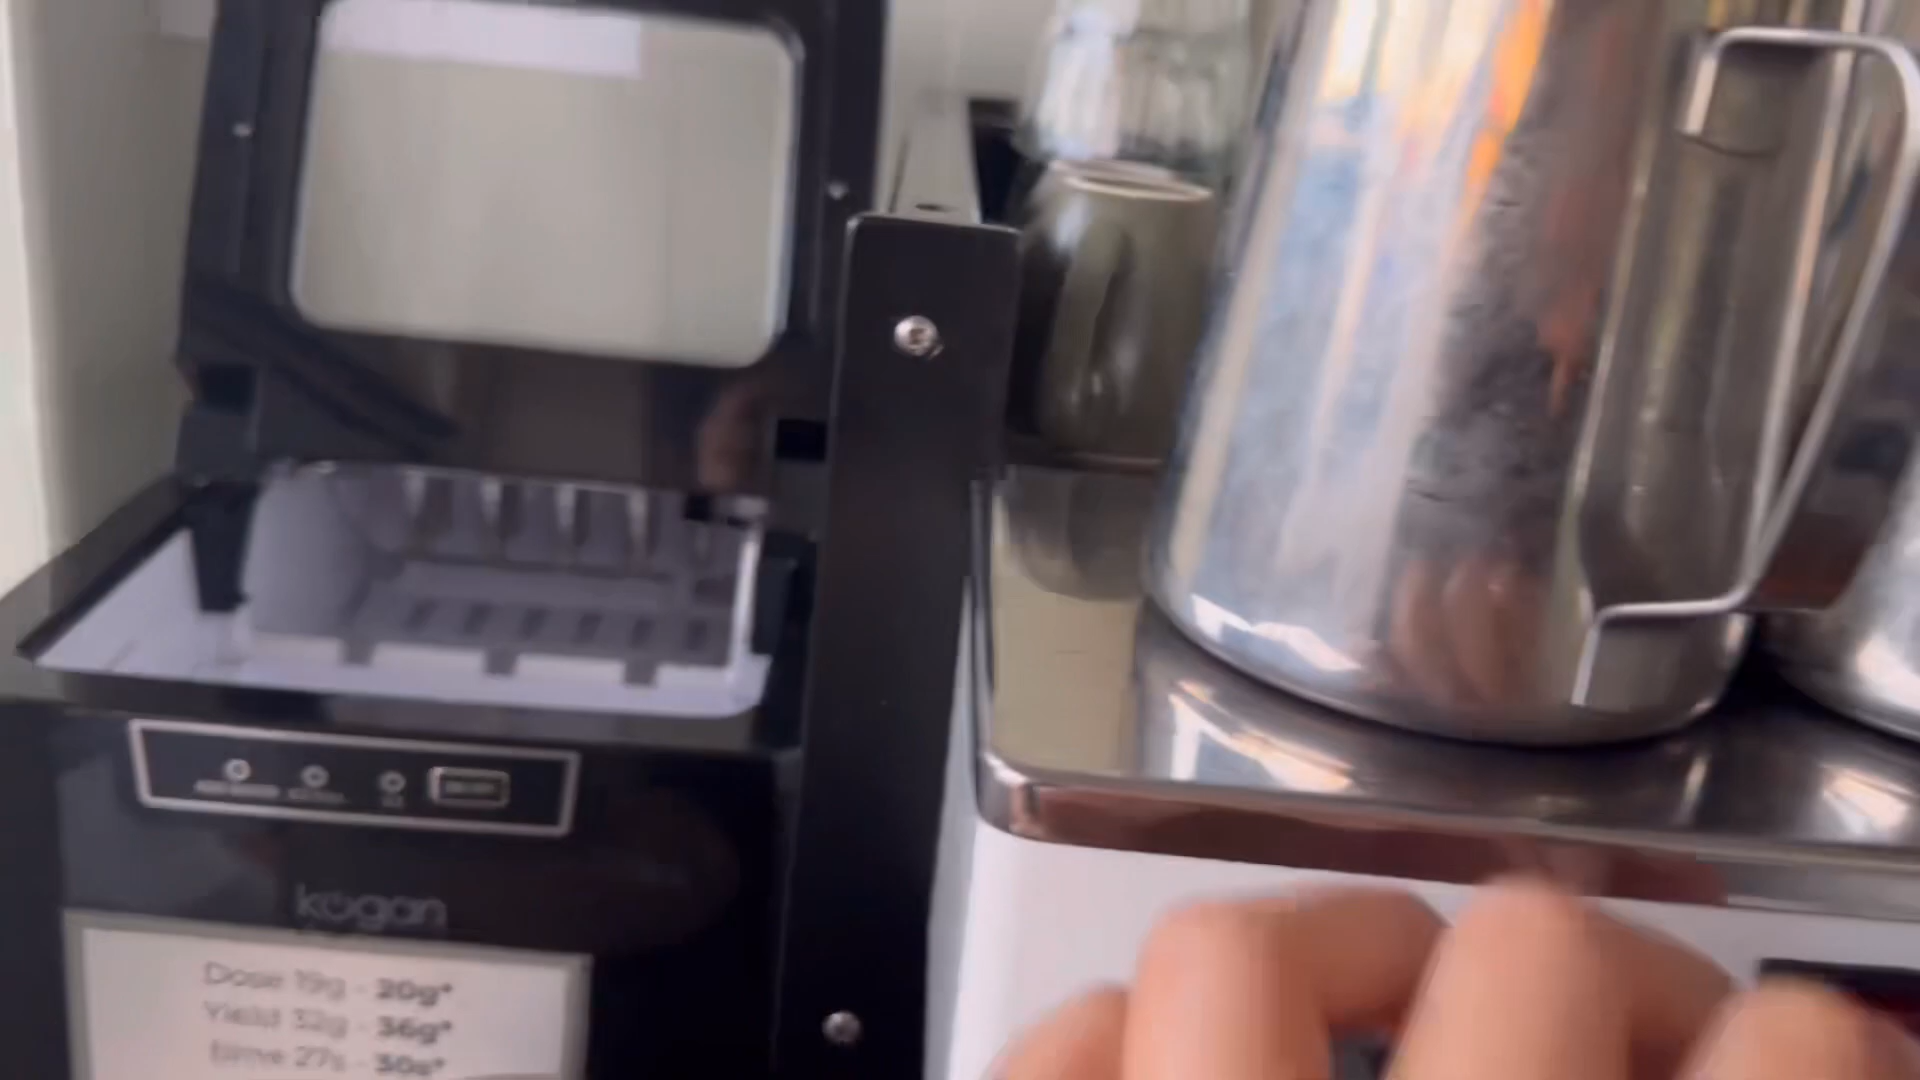 kogan
Dose 19g - 20g*
Yield 32g - 36g*
time 27s - 30s*